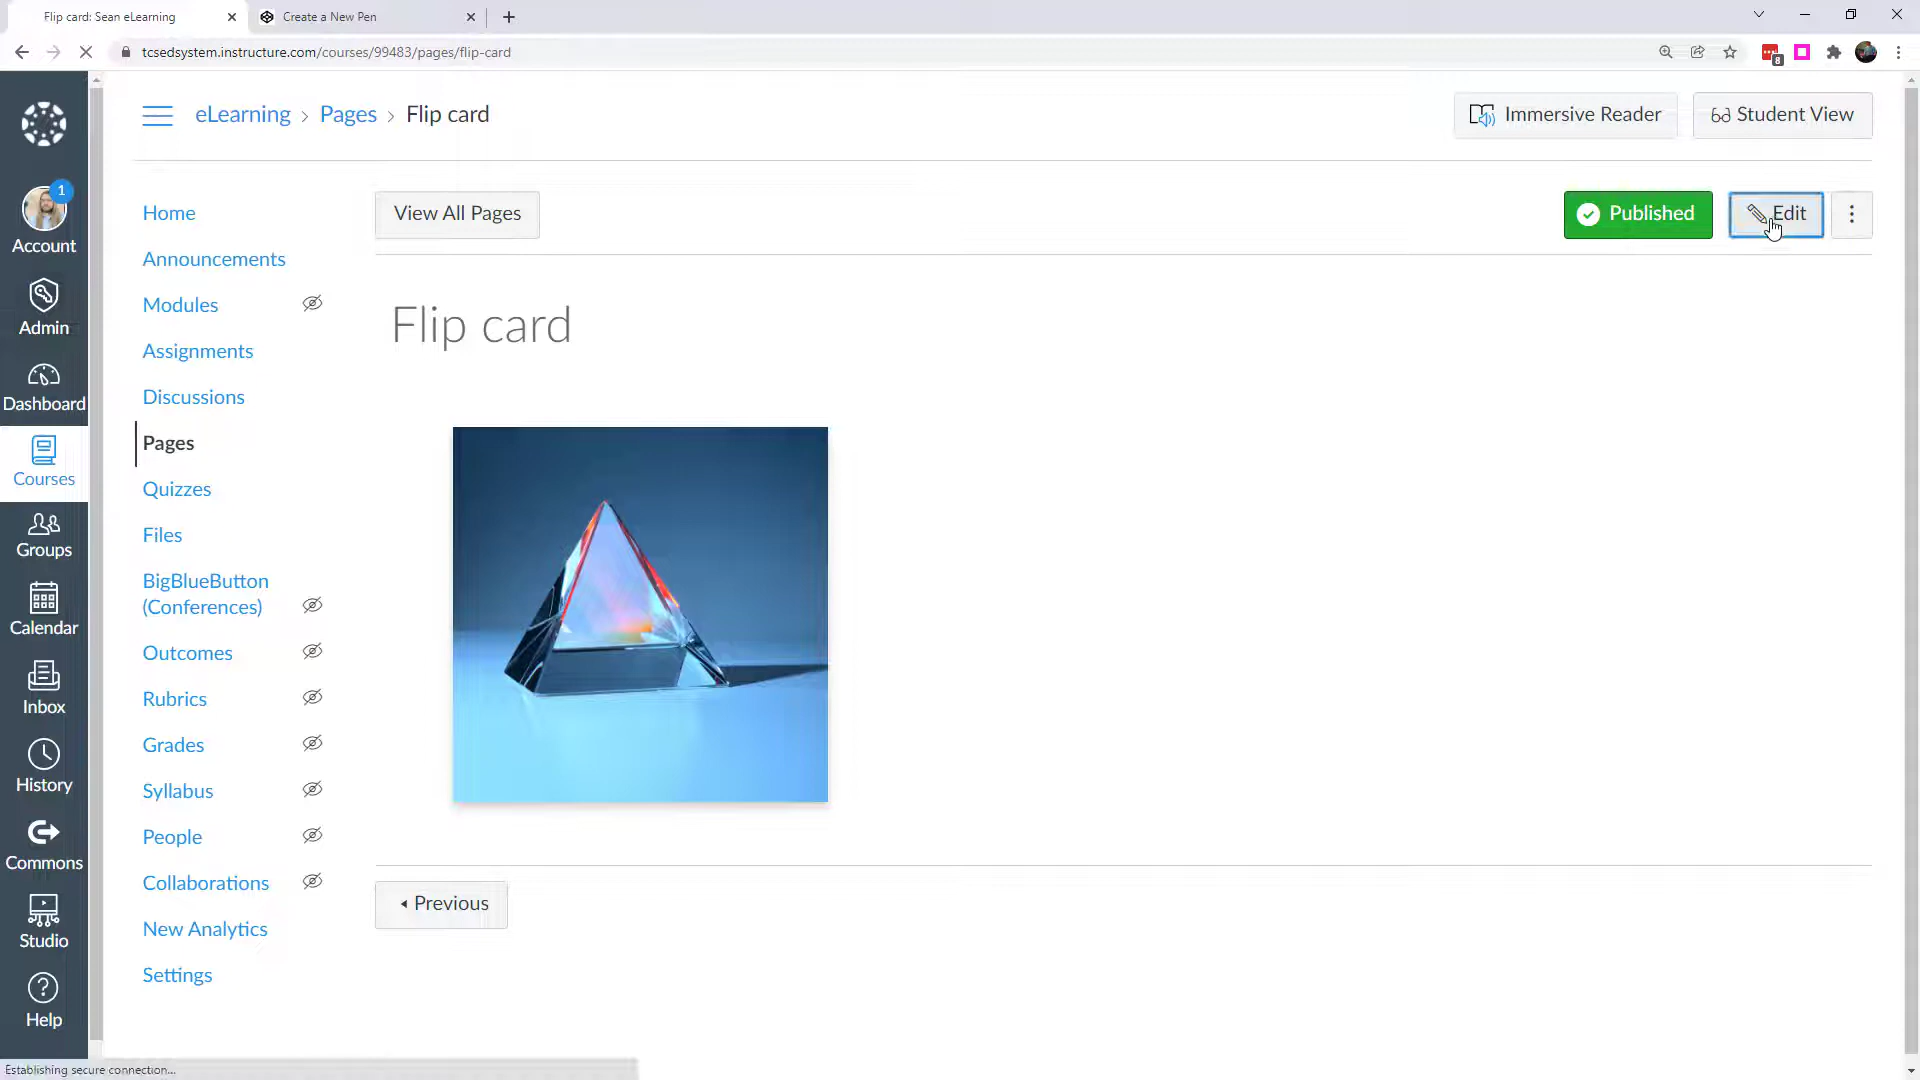 Flip card: Sean eLearning
Create a New Pen
tcsedsystem.instructure.com/courses/99483/pages/flip-card
8
eLearning › Pages › Flip card
Immersive Reader
Student View
1
Account
Admin
Dashboard
Courses
Groups
Calendar
Inbox
History
Commons
Studio
Help
Home
Announcements
Modules
Assignments
Discussions
Pages
Quizzes
Files
BigBlueButton
(Conferences)
Outcomes
Rubrics
Grades
Syllabus
People
Collaborations
New Analytics
Settings
View All Pages
Published
Edit
Flip card
Previous
Establishing secure connection...